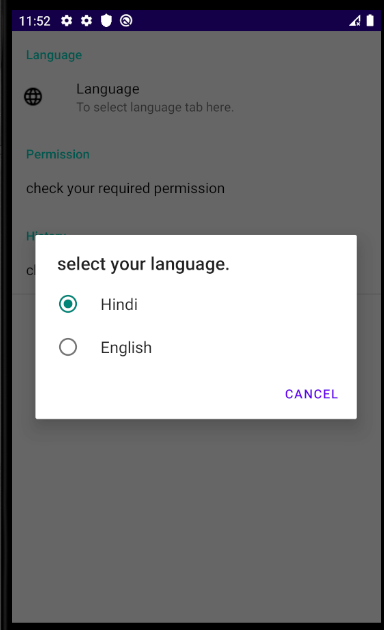 11:52
Language
Language
To select language tab here.
Permission
check your required permission
select your language.
Hindi
English
CANCEL